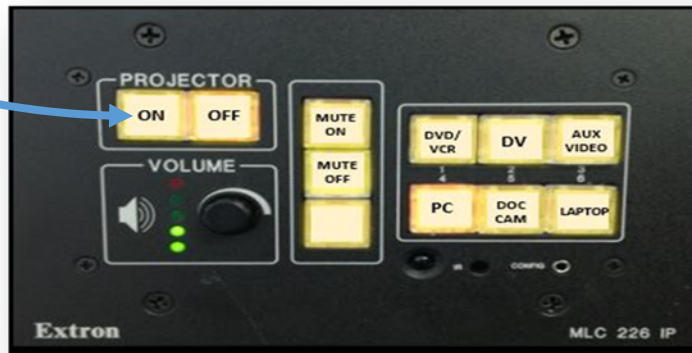 PROJECTOR
ON OFF
VOLUME
MUTE
ON
MUTE
OFF
DVD/
VCR
DV
AUX
VIDEO
1 2 3
4 5 6
PC
DOC
CAM
LAPTOP
IR
CONFIG
Extron
MLC 226 IP